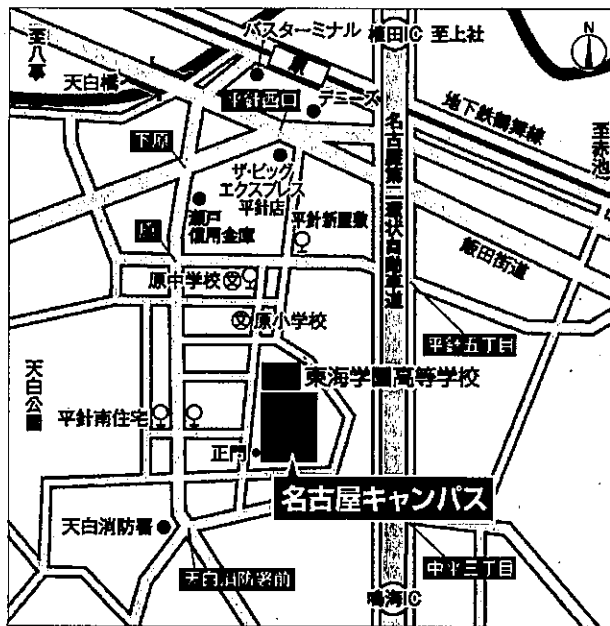 バスターミナル
植田IC 至上社
至八事
N
天白橋
平針西口
デニーズ
地下鉄鶴舞線
至赤池
下原
ザ・ビッグ
エクスプレス
平針店
名古屋第二環状自動車道
瀬戸
信用金庫
平針新屋敷
飯田街道
原
原中学校
文
文
原小学校
平針五丁目
東海学園高等学校
天白公園
平針南住宅
正門
名古屋キャンパス
天白消防署
天白消防署前
中平三丁目
鳴海IC